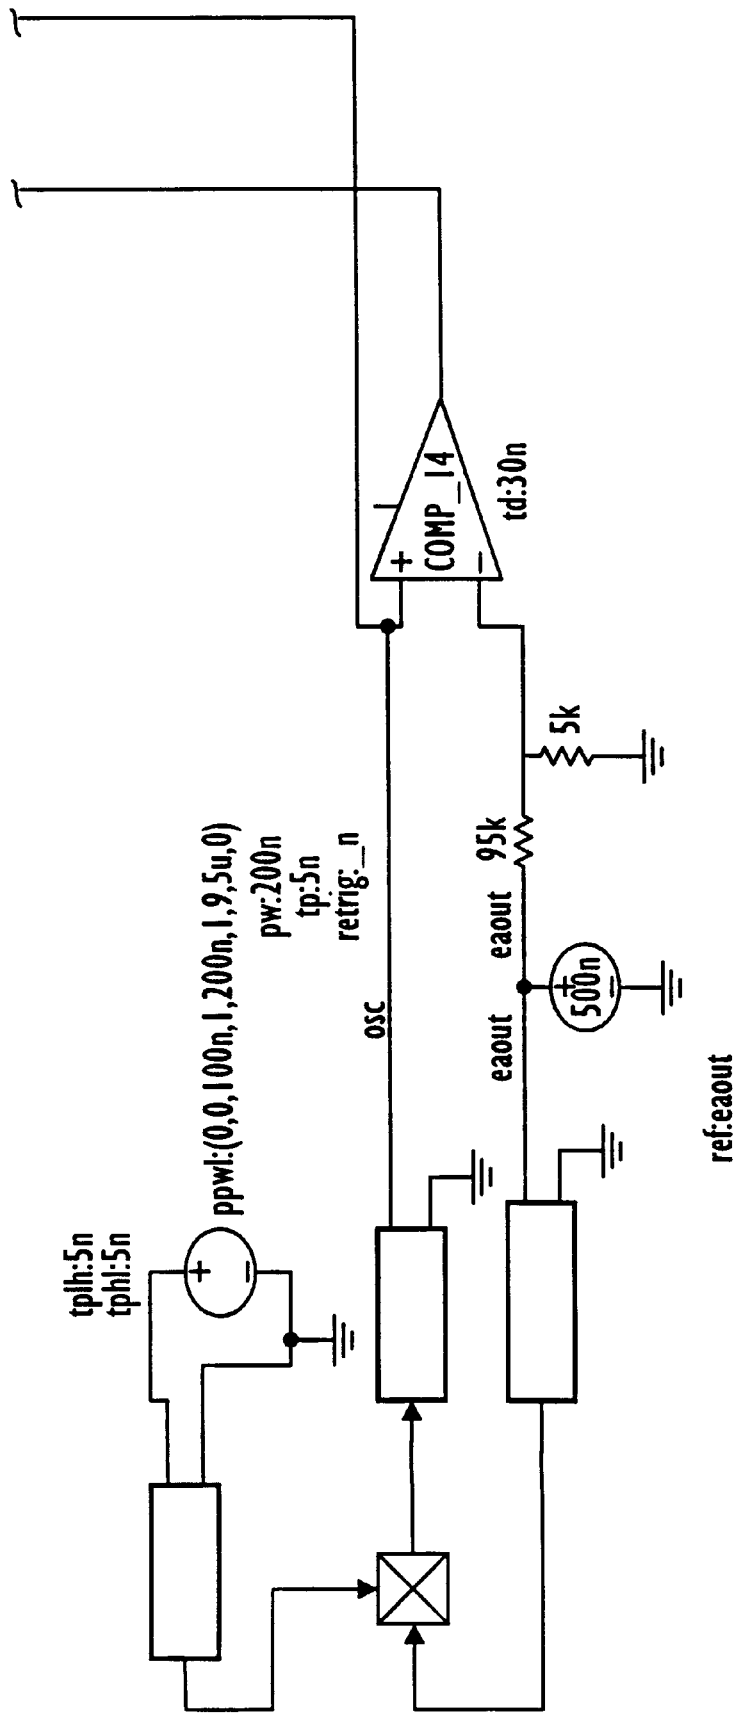 tplh:5n
tphl:5n
ppwl:(0,0,100n,1,200n,1,9,5u,0)
pw:200n
tp:5n
retrig:_n
osc
eaout
eaout
500n
+
–
+
–
95k
5k
+
–
COMP_14
td:30n
ref:eaout